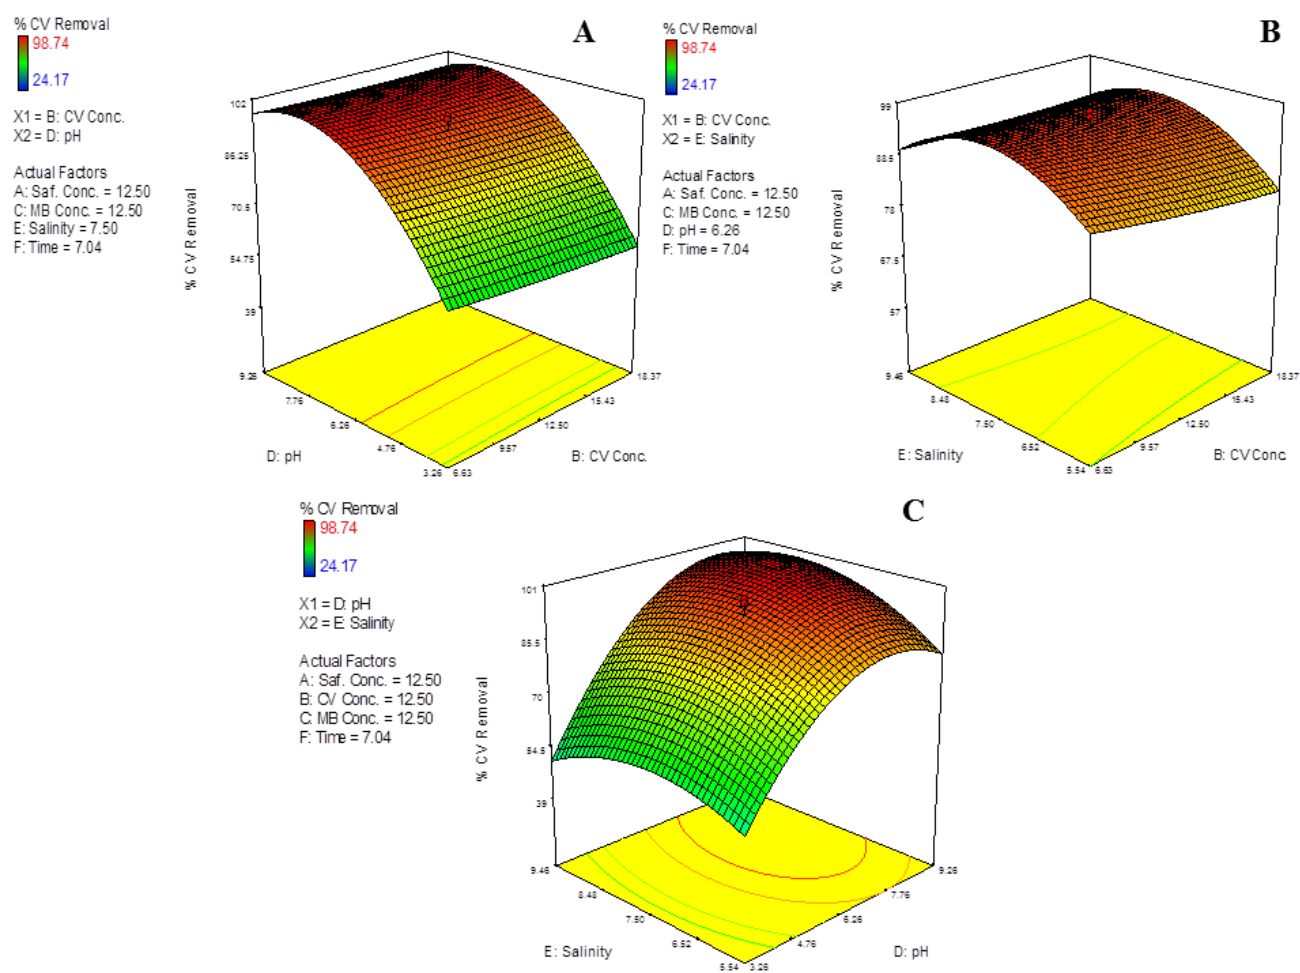 % CV Removal
98.74
24.17
X1 = B: CV Conc.
X2 = D: pH
Actual Factors
A: Saf. Conc. = 12.50
C: MB Conc. = 12.50
E: Salinity = 7.50
F: Time = 7.04
A
% CV Removal
102
86.25
70.5
54.75
39
9.26
7.76
6.26
4.76
3.26
6.63
9.57
12.50
15.43
18.37
D: pH
B: CV Conc.
% CV Removal
98.74
24.17
X1 = B: CV Conc.
X2 = E: Salinity
Actual Factors
A: Saf. Conc. = 12.50
C: MB Conc. = 12.50
D: pH = 6.26
F: Time = 7.04
B
% CV Removal
99
88.5
78
67.5
57
9.46
8.48
7.50
6.52
5.54
6.63
9.57
12.50
15.43
18.37
E: Salinity
B: CV Conc
% CV Removal
98.74
24.17
X1 = D: pH
X2 = E: Salinity
Actual Factors
A: Saf. Conc. = 12.50
B: CV Conc. = 12.50
C: MB Conc. = 12.50
F: Time = 7.04
C
% CV Removal
101
85.5
70
54.5
39
9.46
8.48
7.50
6.52
5.54
3.26
4.76
6.26
7.76
9.26
E: Salinity
D: pH